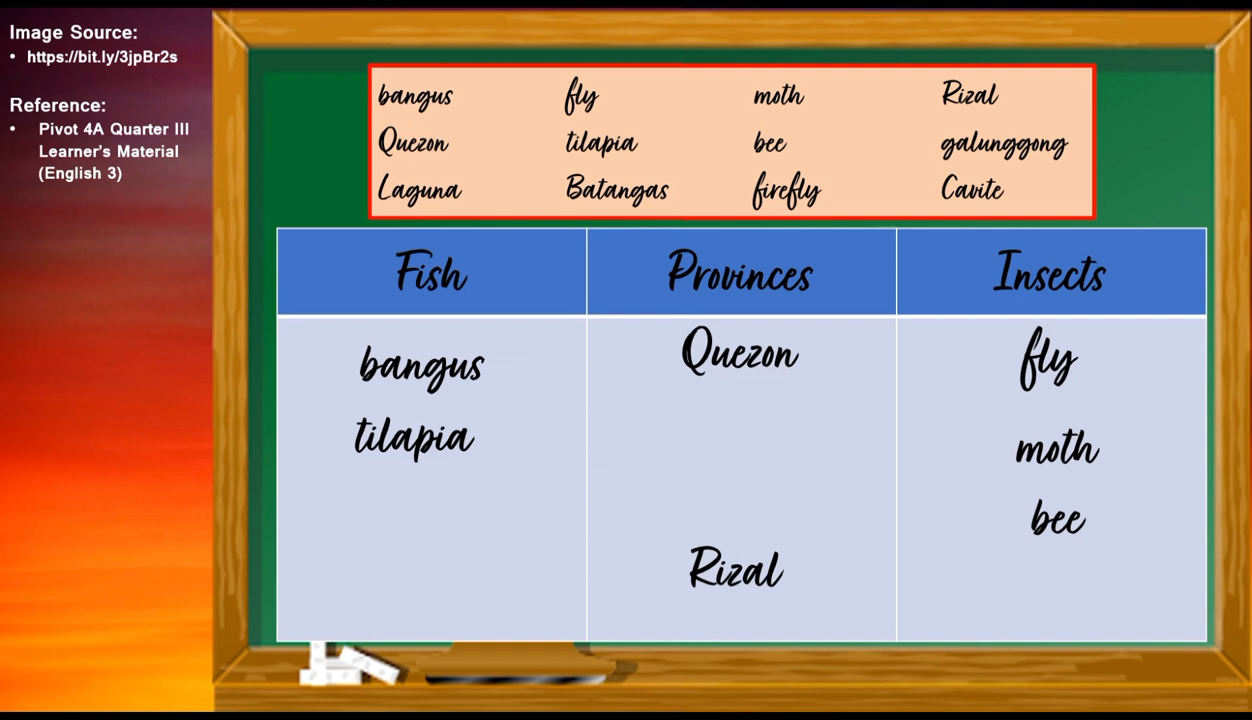 Image Source:
• https://bit.ly/3jpBr2s
Reference:
• Pivot 4A Quarter III
Learner's Material
(English 3)
bangus fly moth Rizal
Quezon tilapia bee galunggong
Laguna Batangas firefly Cavite
Fish Provinces Insects
bangus Quezon fly
tilapia moth
bee
Rizal